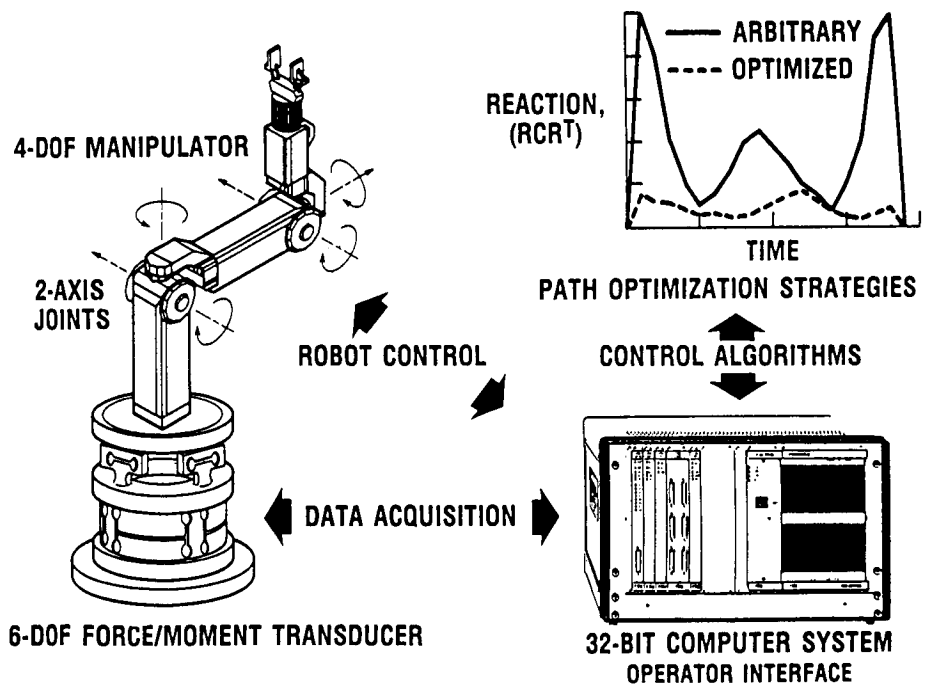 ARBITRARY
OPTIMIZED
REACTION,
(RCRᵀ)
TIME
PATH OPTIMIZATION STRATEGIES
4-DOF MANIPULATOR
2-AXIS
JOINTS
ROBOT CONTROL
CONTROL ALGORITHMS
DATA ACQUISITION
6-DOF FORCE/MOMENT TRANSDUCER
32-BIT COMPUTER SYSTEM
OPERATOR INTERFACE